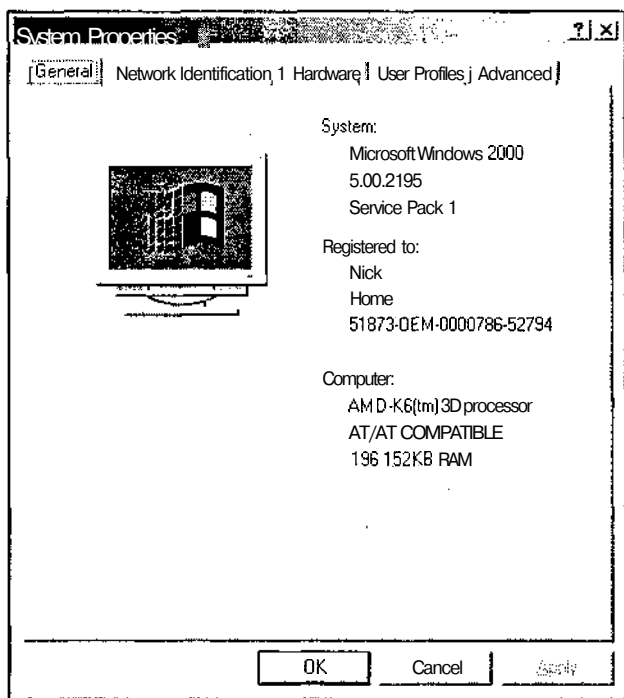 System Properties
General Network Identification Hardware User Profiles Advanced
System:
Microsoft Windows 2000
5.00.2195
Service Pack 1
Registered to:
Nick
Home
51873-OEM-0000786-52794
Computer:
AMD-K6(tm) 3D processor
AT/AT COMPATIBLE
196 152KB RAM
OK Cancel Apply